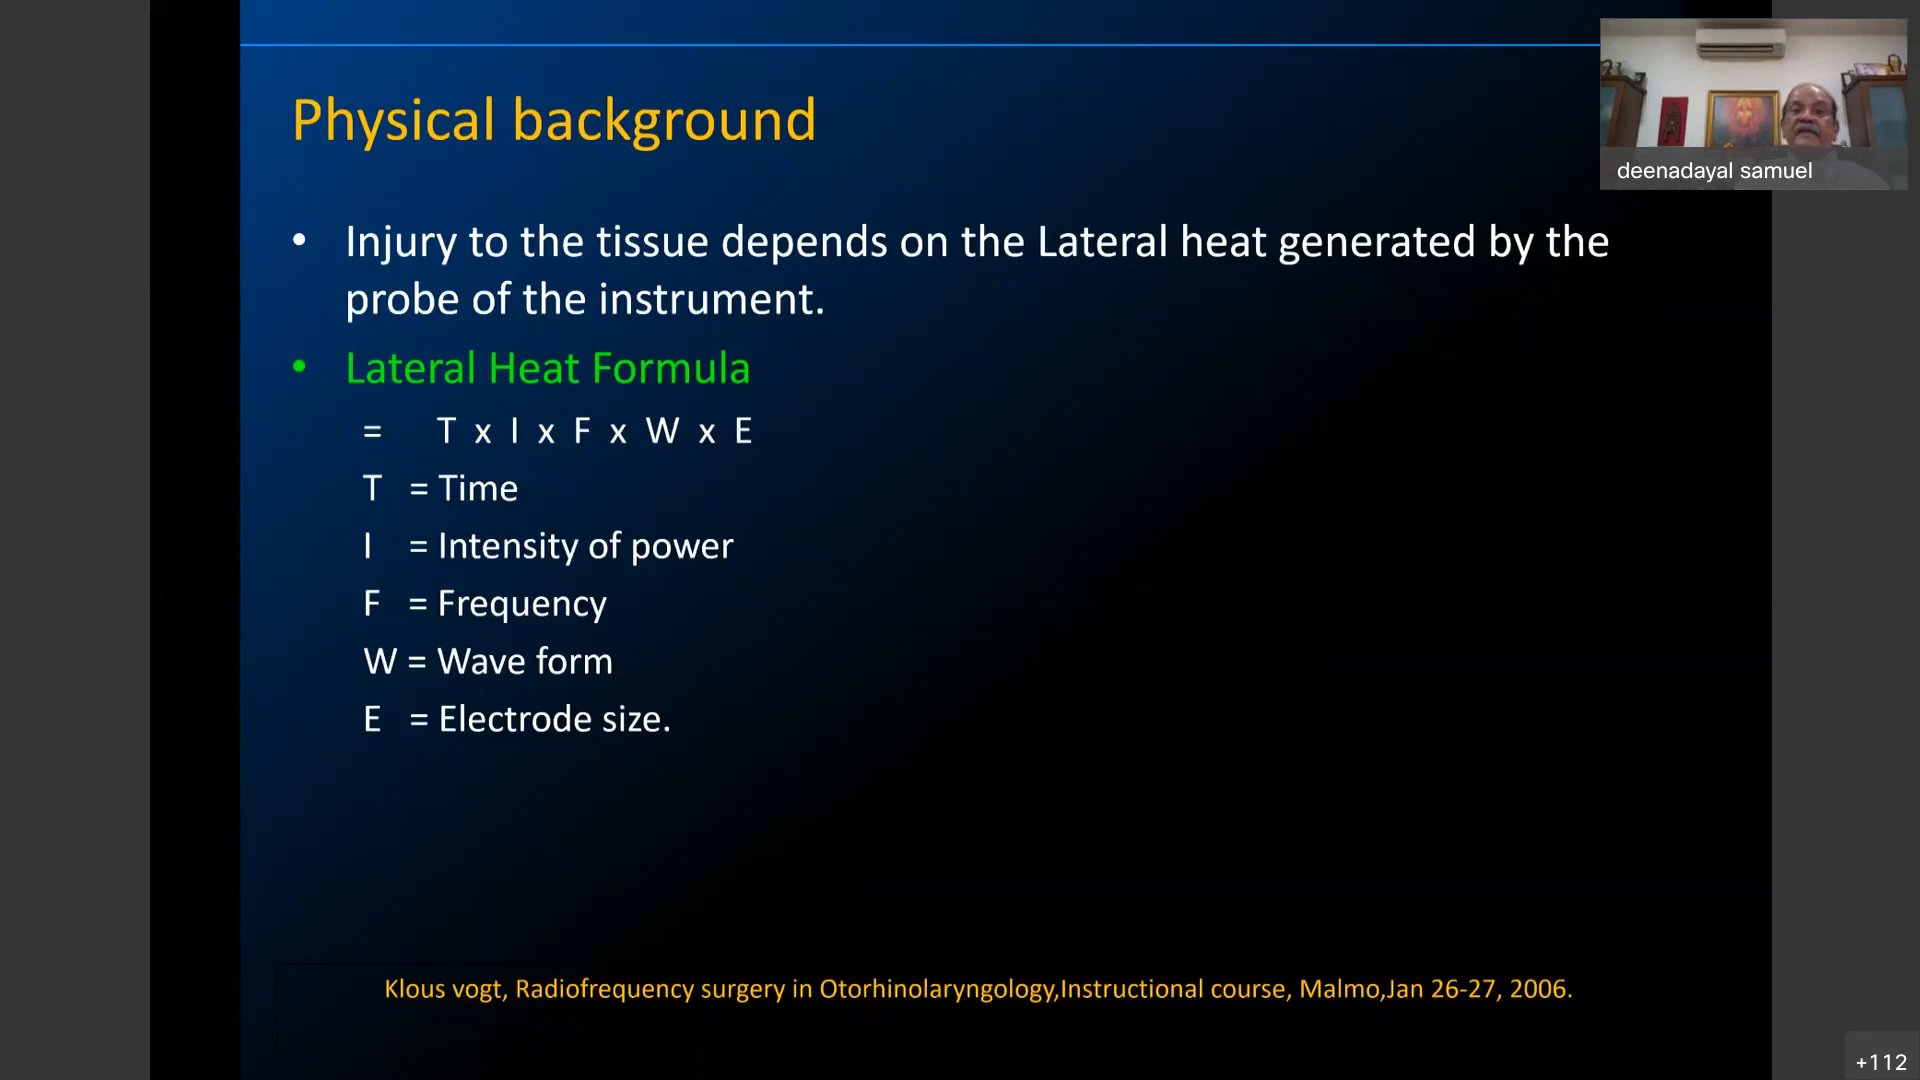 Physical background
deenadayal samuel
• Injury to the tissue depends on the Lateral heat generated by the
probe of the instrument.
• Lateral Heat Formula
= T x I x F x W x E
T = Time
I = Intensity of power
F = Frequency
W = Wave form
E = Electrode size.
Klous vogt, Radiofrequency surgery in Otorhinolaryngology,Instructional course, Malmo,Jan 26-27, 2006.
+112